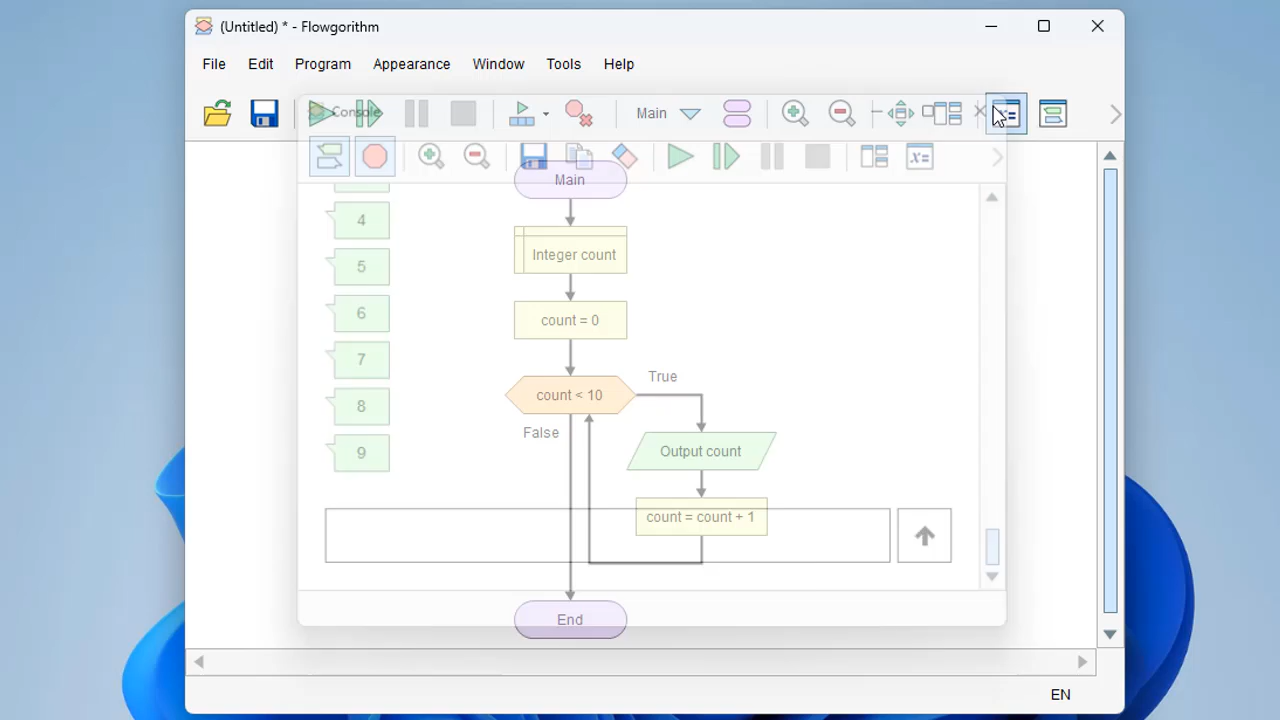 (Untitled) * - Flowgorithm
File Edit Program Appearance Window Tools Help
Main
Console
x=
x=
Main
4
Integer count
5
6
count = 0
7
True
count < 10
8
False
Output count
9
count = count + 1
End
EN